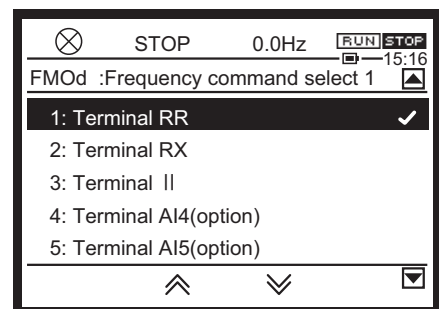 STOP 0.0Hz RUN STOP
15:16
FMOd :Frequency command select 1
1: Terminal RR
2: Terminal RX
3: Terminal II
4: Terminal AI4(option)
5: Terminal AI5(option)